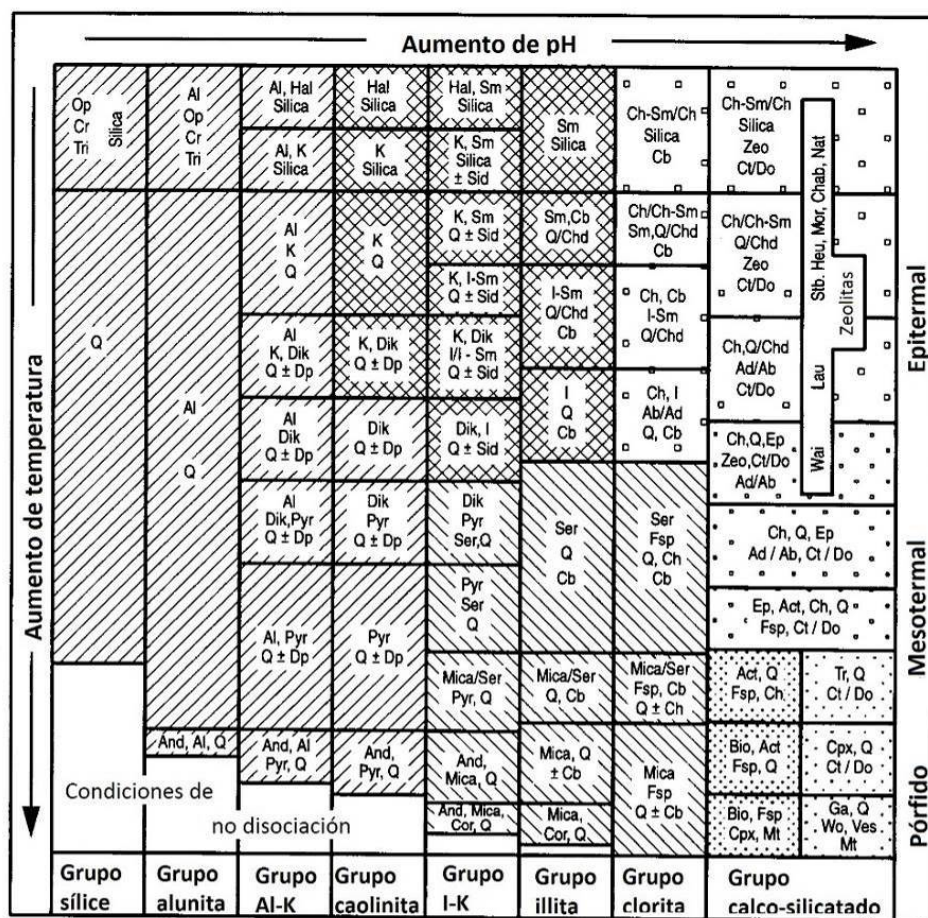 Aumento de pH
Aumento de temperatura
Op
Cr
Tri
Silica
Q
Al
Op
Cr
Tri
Al
Q
And, Al, Q
Al, Hal
Silica
Al, K
Silica
Al
K
Q
Al
K, Dik
Q ± Dp
Al
Dik
Q ± Dp
Al
Dik,Pyr
Q ± Dp
Al, Pyr
Q ± Dp
And, Al
Pyr, Q
Hal
Silica
K
Silica
K
Q
K, Dik
Q ± Dp
Dik
Q ± Dp
Dik
Pyr
Q ± Dp
Pyr
Q ± Dp
And,
Pyr, Q
Hal, Sm
Silica
K, Sm
Silica
± Sid
K, Sm
Q ± Sid
K, I-Sm
Q ± Sid
K, Dik
I/I - Sm
Q ± Sid
Dik, I
Q ± Sid
Dik
Pyr
Ser,Q
Pyr
Ser
Q
Mica/Ser
Pyr, Q
And,
Mica, Q
And, Mica,
Cor, Q
Sm
Silica
Sm,Cb
Q/Chd
I-Sm
Q/Chd
Cb
I
Q
Cb
Ser
Q
Cb
Mica/Ser
Q, Cb
Mica, Q
± Cb
Mica,
Cor, Q
Ch-Sm/Ch
Silica
Cb
Ch/Ch-Sm
Sm,Q/Chd
Cb
Ch, Cb
I-Sm
Q/Chd
Ch, I
Ab/Ad
Q, Cb
Ser
Fsp
Q, Ch
Cb
Mica/Ser
Fsp, Cb
Q ± Ch
Mica
Fsp
Q ± Cb
Ch-Sm/Ch
Silica
Zeo
Ct/Do
Ch/Ch-Sm
Q/Chd
Zeo
Ct/Do
Ch,Q/Chd
Ad/Ab
Ct/Do
Ch,Q,Ep
Zeo,Ct/Do
Ad/Ab
Ch, Q, Ep
Ad / Ab, Ct / Do
Ep, Act, Ch, Q
Fsp, Ct / Do
Act, Q
Fsp, Ch
Tr, Q
Ct / Do
Bio, Act
Fsp, Q
Cpx, Q
Ct / Do
Bio, Fsp
Cpx, Mt
Ga, Q
Wo, Ves
Mt
Stb. Heu, Mor, Chab, Nat
Lau
Wai
Zeolitas
Epitermal
Mesotermal
Pórfido
Condiciones de
no disociación
Grupo
sílice
Grupo
alunita
Grupo
Al-K
Grupo
caolinita
Grupo
I-K
Grupo
illita
Grupo
clorita
Grupo
calco-silicatado